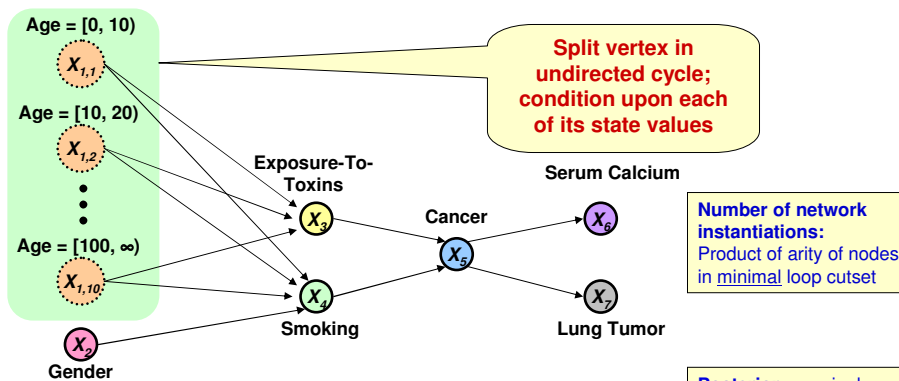 Age = [0, 10)
X1,1
Age = [10, 20)
X1,2
Age = [100, ∞)
X1,10
X2
Gender
Split vertex in
undirected cycle;
condition upon each
of its state values
Exposure-To-
Toxins
X3
X4
Smoking
Cancer
X5
Serum Calcium
X6
X7
Lung Tumor
Number of network
instantiations:
Product of arity of nodes
in minimal loop cutset